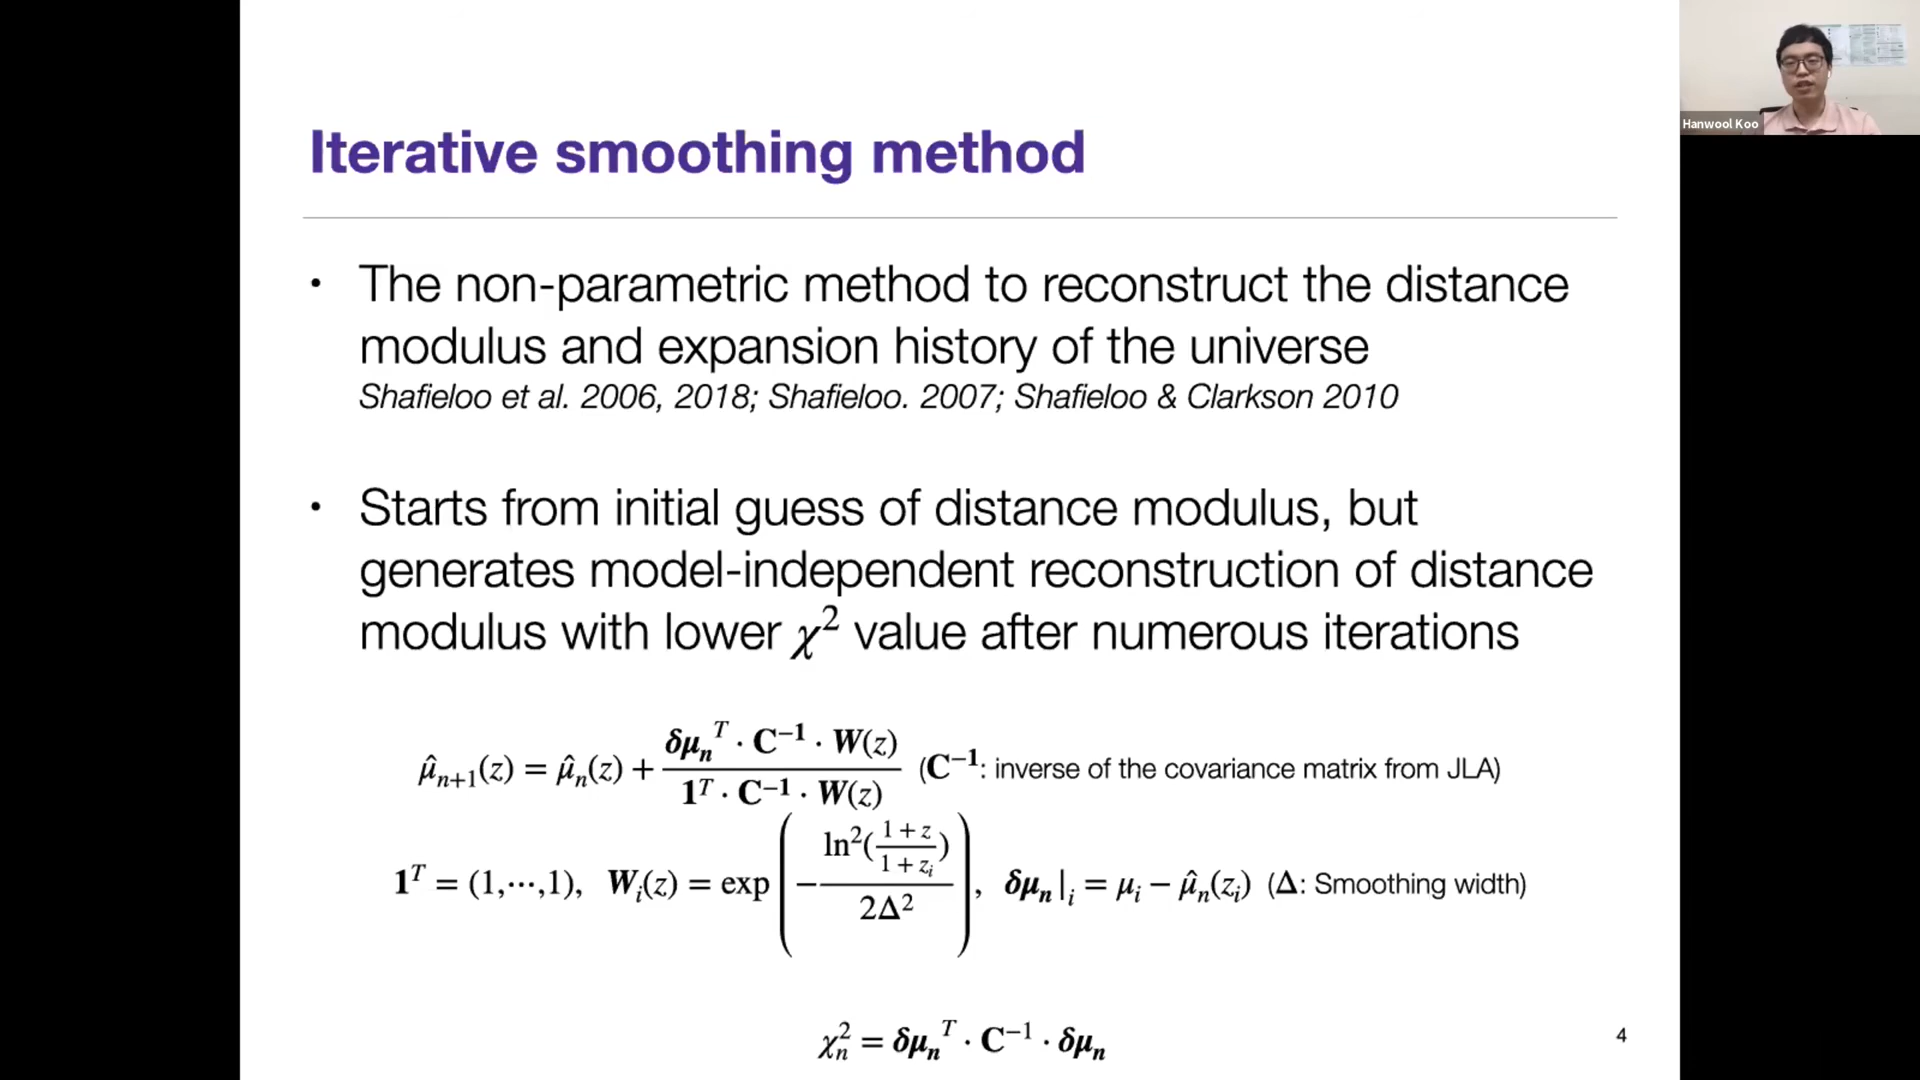 Iterative smoothing method
• The non-parametric method to reconstruct the distance
modulus and expansion history of the universe
Shafieloo et al. 2006, 2018; Shafieloo. 2007; Shafieloo & Clarkson 2010
• Starts from initial guess of distance modulus, but
generates model-independent reconstruction of distance
modulus with lower χ² value after numerous iterations
μ̂ₙ₊₁(z) = μ̂ₙ(z) + (δμₙᵀ · C⁻¹ · W(z)) / (1ᵀ · C⁻¹ · W(z)) (C⁻¹: inverse of the covariance matrix from JLA)
1ᵀ = (1,⋯,1), Wᵢ(z) = exp(−ln²((1 + z)/(1 + zᵢ)) / 2Δ²), δμₙ|ᵢ = μᵢ − μ̂ₙ(zᵢ) (Δ: Smoothing width)
χₙ² = δμₙᵀ · C⁻¹ · δμₙ
4
Hanwool Koo